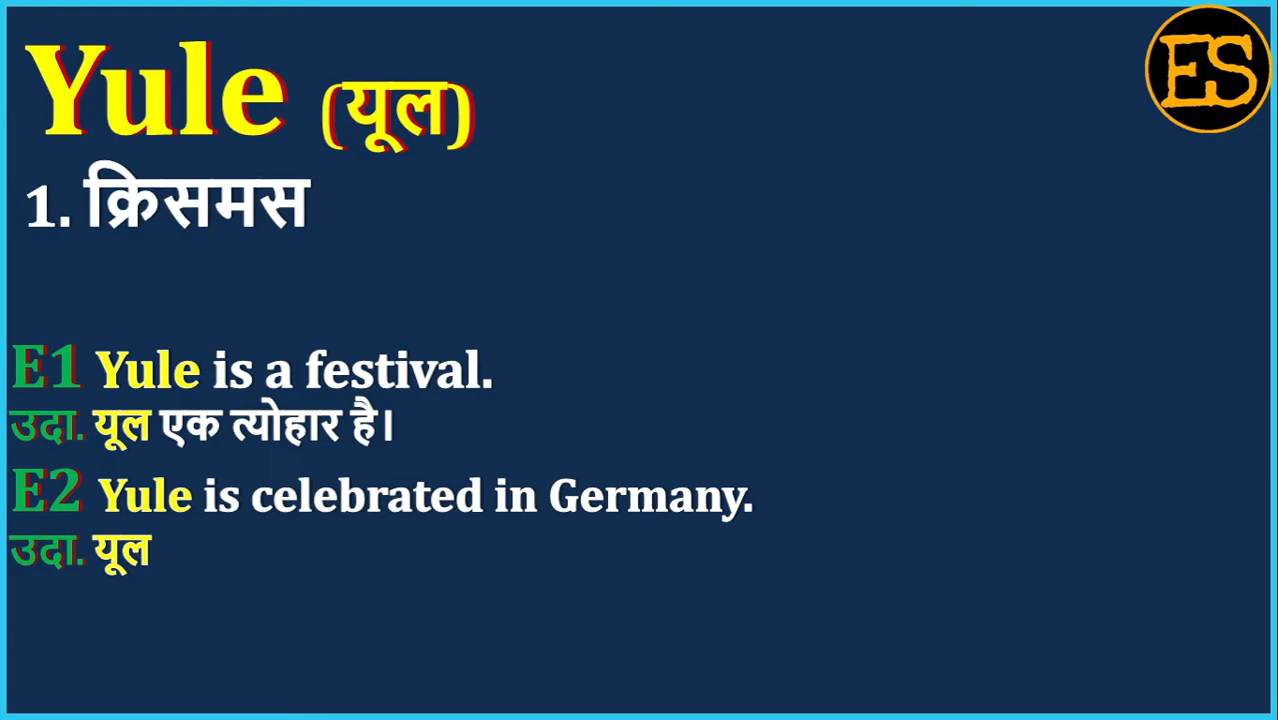 Yule (यूल)
ES
1. क्रिसमस
E1 Yule is a festival.
उदा. यूल एक त्योहार है।
E2 Yule is celebrated in Germany.
उदा. यूल